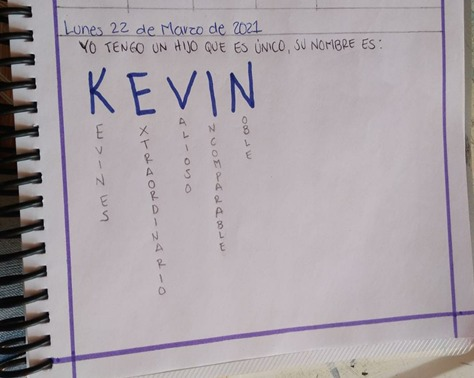 Lunes 22 de Marzo de 2021
YO TENGO UN HIJO QUE ES ÚNICO, SU NOMBRE ES:
KEVIN
EVINES
XTRAORDINARIO
ALIOSO
NCOMPARABLE
OBLE